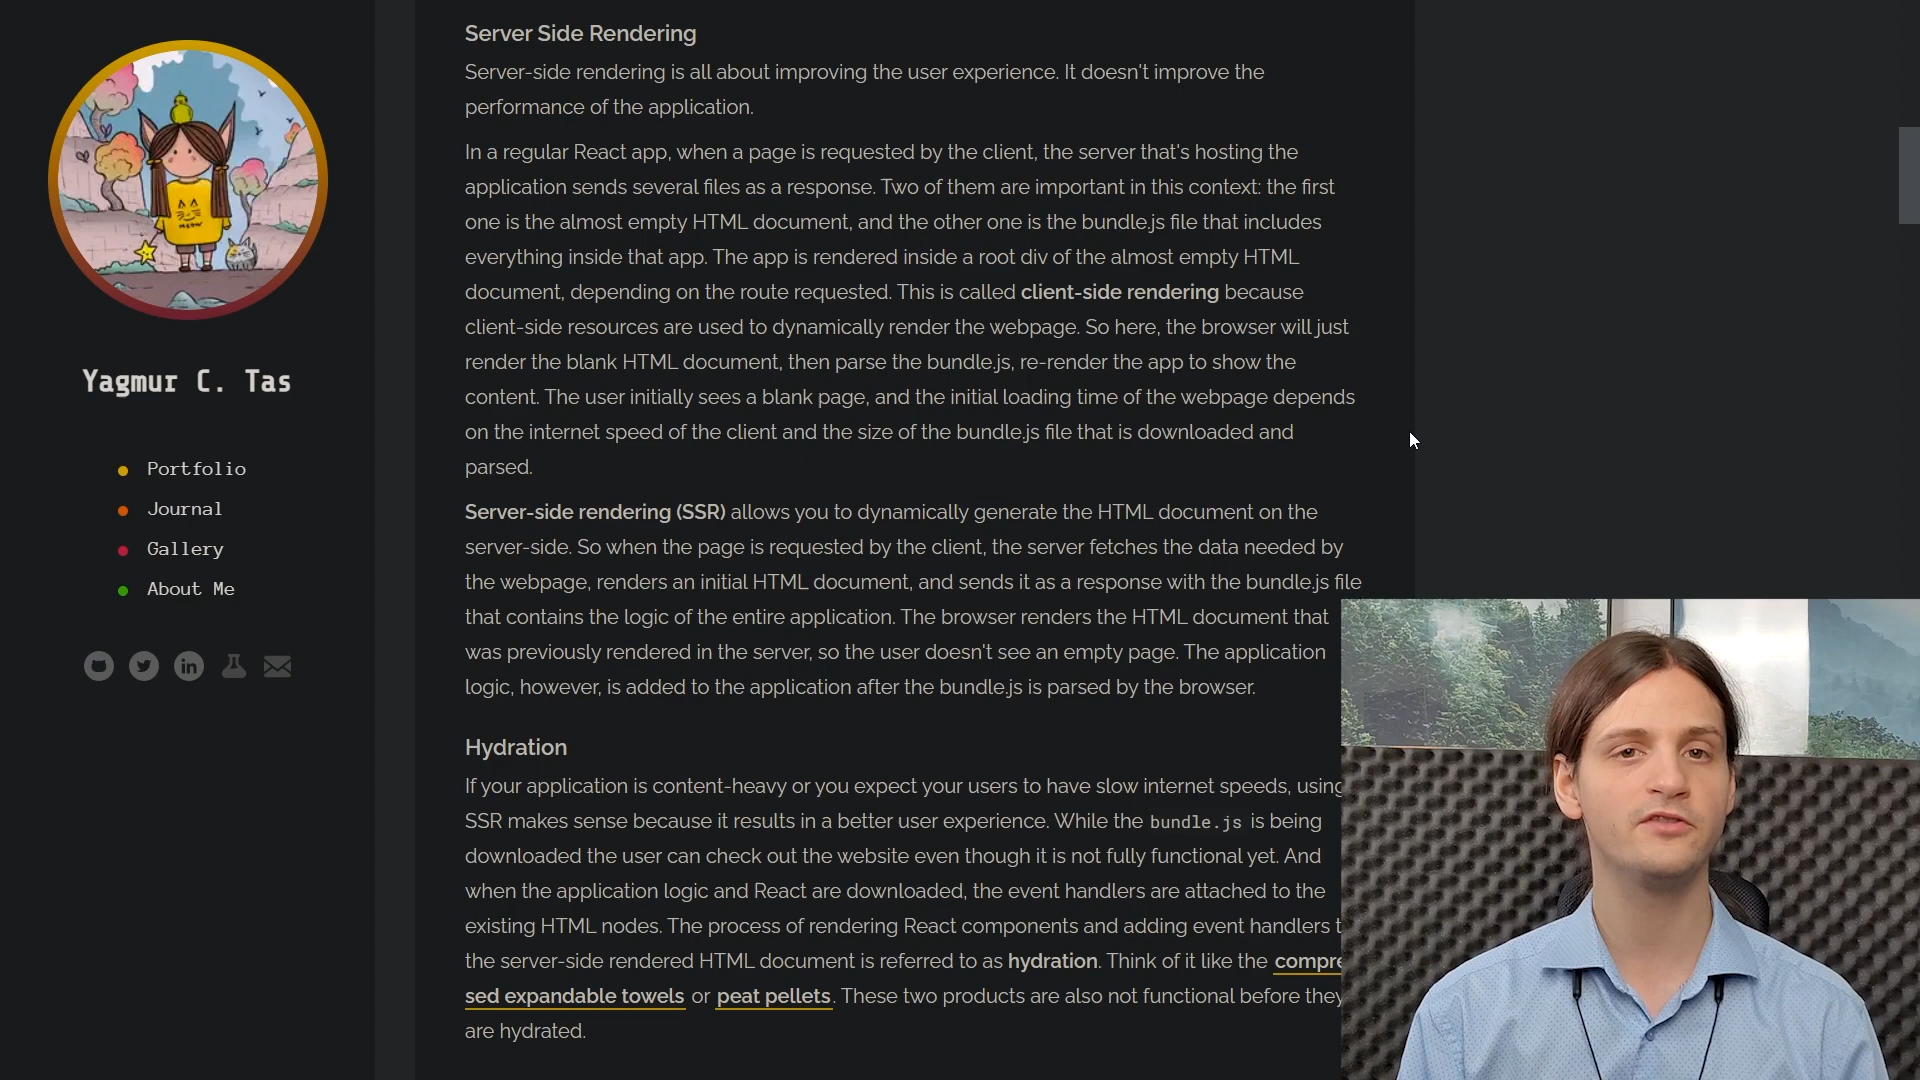 Yagmur C. Tas
Portfolio
Journal
Gallery
About Me
Server Side Rendering
Server-side rendering is all about improving the user experience. It doesn't improve the
performance of the application.
In a regular React app, when a page is requested by the client, the server that's hosting the
application sends several files as a response. Two of them are important in this context: the first
one is the almost empty HTML document, and the other one is the bundle.js file that includes
everything inside that app. The app is rendered inside a root div of the almost empty HTML
document, depending on the route requested. This is called client-side rendering because
client-side resources are used to dynamically render the webpage. So here, the browser will just
render the blank HTML document, then parse the bundle.js, re-render the app to show the
content. The user initially sees a blank page, and the initial loading time of the webpage depends
on the internet speed of the client and the size of the bundle.js file that is downloaded and
parsed.
Server-side rendering (SSR) allows you to dynamically generate the HTML document on the
server-side. So when the page is requested by the client, the server fetches the data needed by
the webpage, renders an initial HTML document, and sends it as a response with the bundle.js file
that contains the logic of the entire application. The browser renders the HTML document that
was previously rendered in the server, so the user doesn't see an empty page. The application
logic, however, is added to the application after the bundle.js is parsed by the browser.
Hydration
If your application is content-heavy or you expect your users to have slow internet speeds, using
SSR makes sense because it results in a better user experience. While the bundle.js is being
downloaded the user can check out the website even though it is not fully functional yet. And
when the application logic and React are downloaded, the event handlers are attached to the
existing HTML nodes. The process of rendering React components and adding event handlers t
the server-side rendered HTML document is referred to as hydration. Think of it like the compre
sed expandable towels or peat pellets. These two products are also not functional before they
are hydrated.